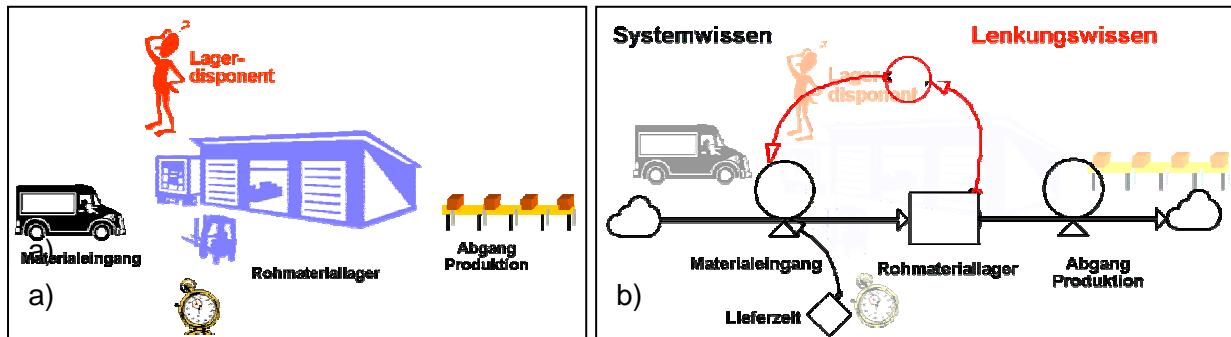 Lager-
disponent
a)
Materialeingang
Rohmateriallager
Abgang
Produktion
a)
Systemwissen
Lenkungswissen
Lager-
disponent
Materialeingang
Rohmateriallager
Abgang
Produktion
b)
Lieferzeit